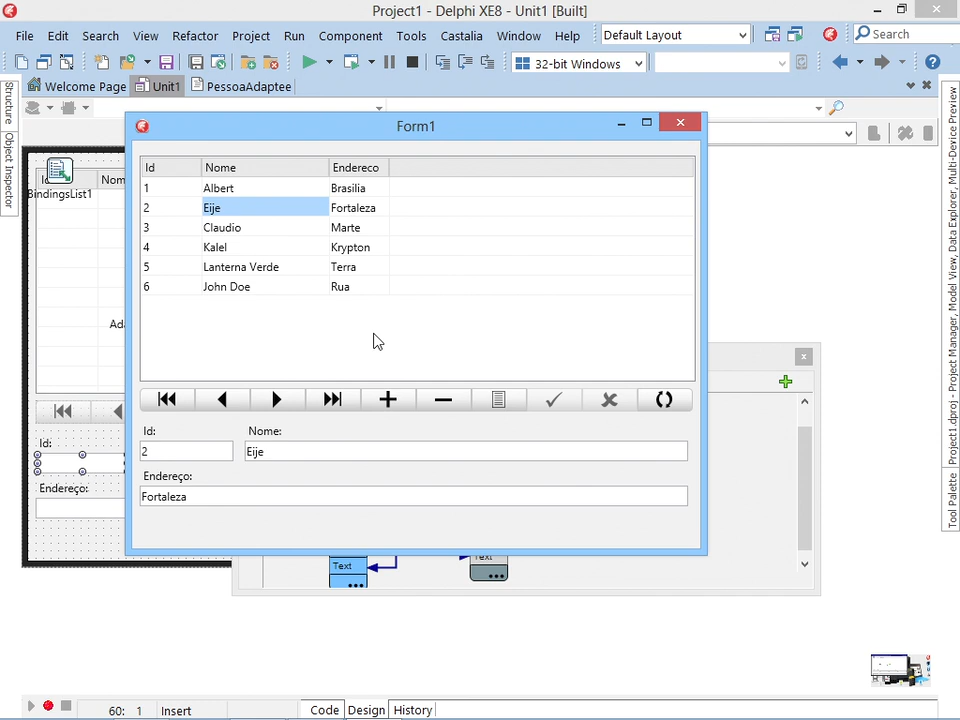 Project1 - Delphi XE8 - Unit1 [Built]
File Edit Search View Refactor Project Run Component Tools Castalia Window Help Default Layout Search
32-bit Windows
Welcome Page Unit1 PessoaAdaptee
Structure
Object Inspector
BindingsList1
Nom
Ada
Id:
Endereço:
Form1
Id Nome Endereco
1 Albert Brasilia
2 Eije Fortaleza
3 Claudio Marte
4 Kalel Krypton
5 Lanterna Verde Terra
6 John Doe Rua
Id: Nome:
2 Eije
Endereço:
Fortaleza
Text
Text
Project1.dproj - Project Manager, Model View, Data Explorer, Multi-Device Preview
Tool Palette
60: 1 Insert Code Design History